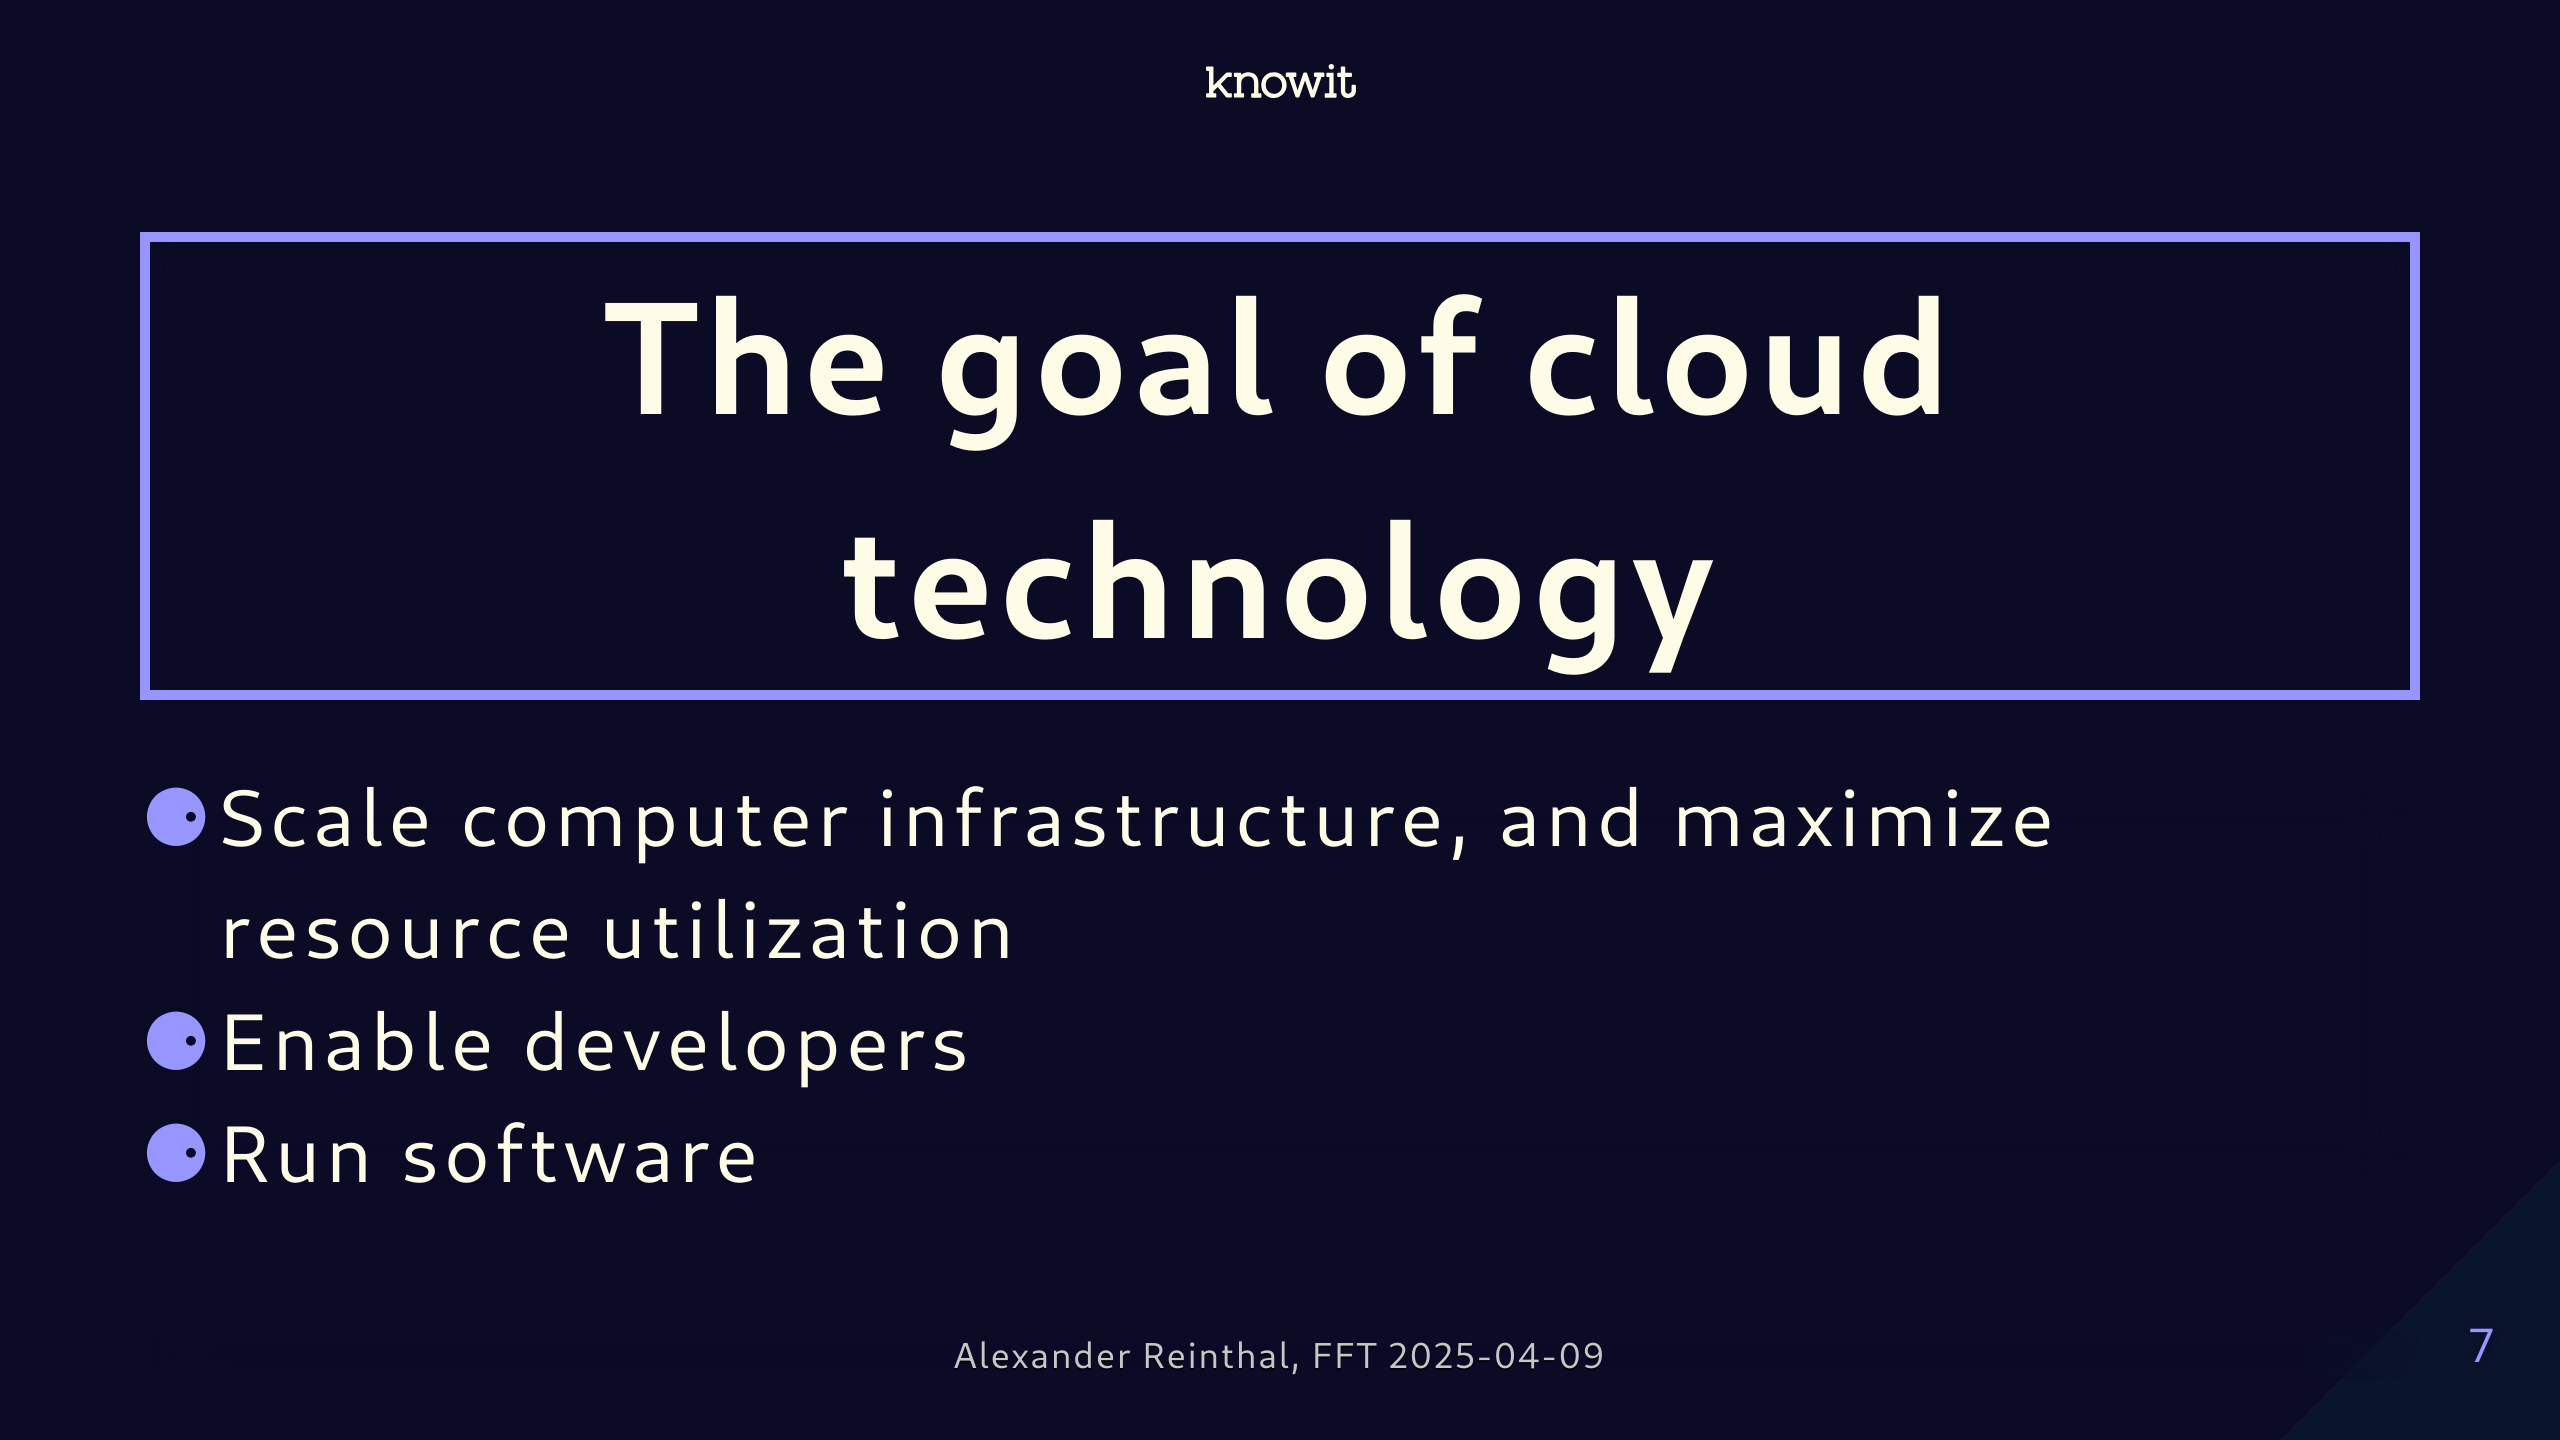 knowit
The goal of cloud
technology
Scale computer infrastructure, and maximize
resource utilization
Enable developers
Run software
Alexander Reinthal, FFT 2025-04-09
7